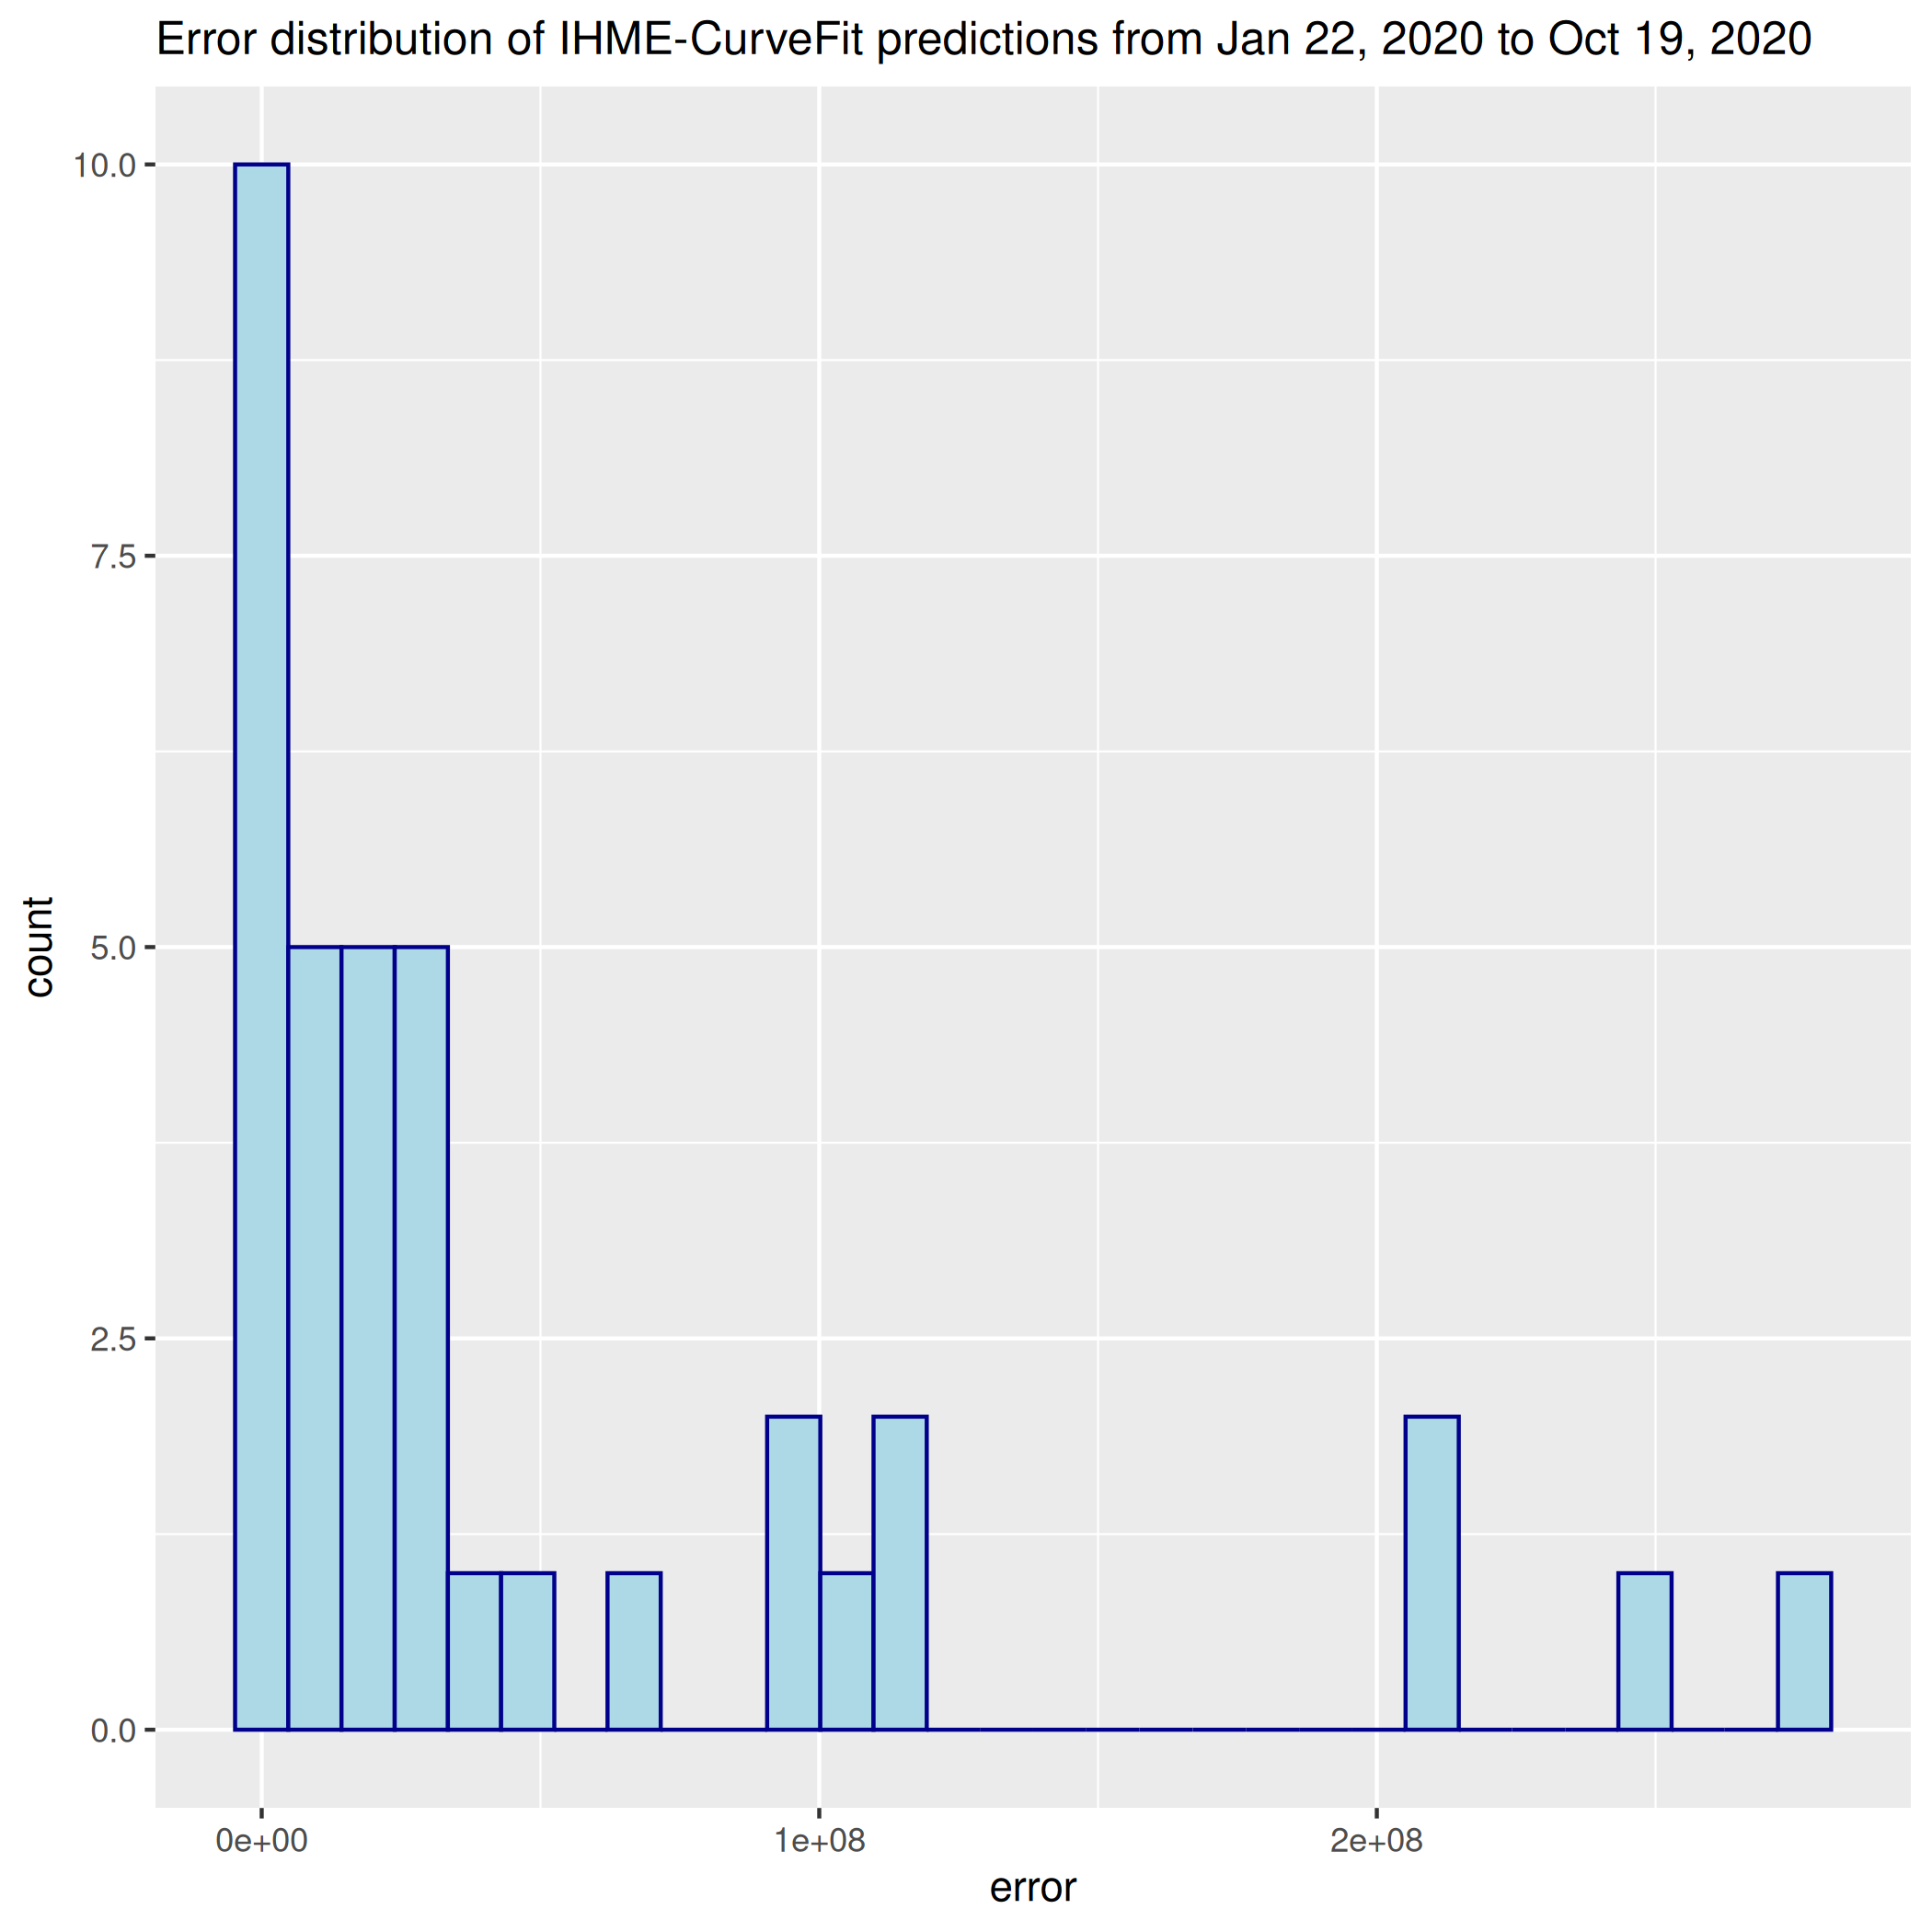 Error distribution of IHME-CurveFit predictions from Jan 22, 2020 to Oct 19, 2020
10.0
7.5
5.0
2.5
0.0
count
0e+00 1e+08 2e+08
error